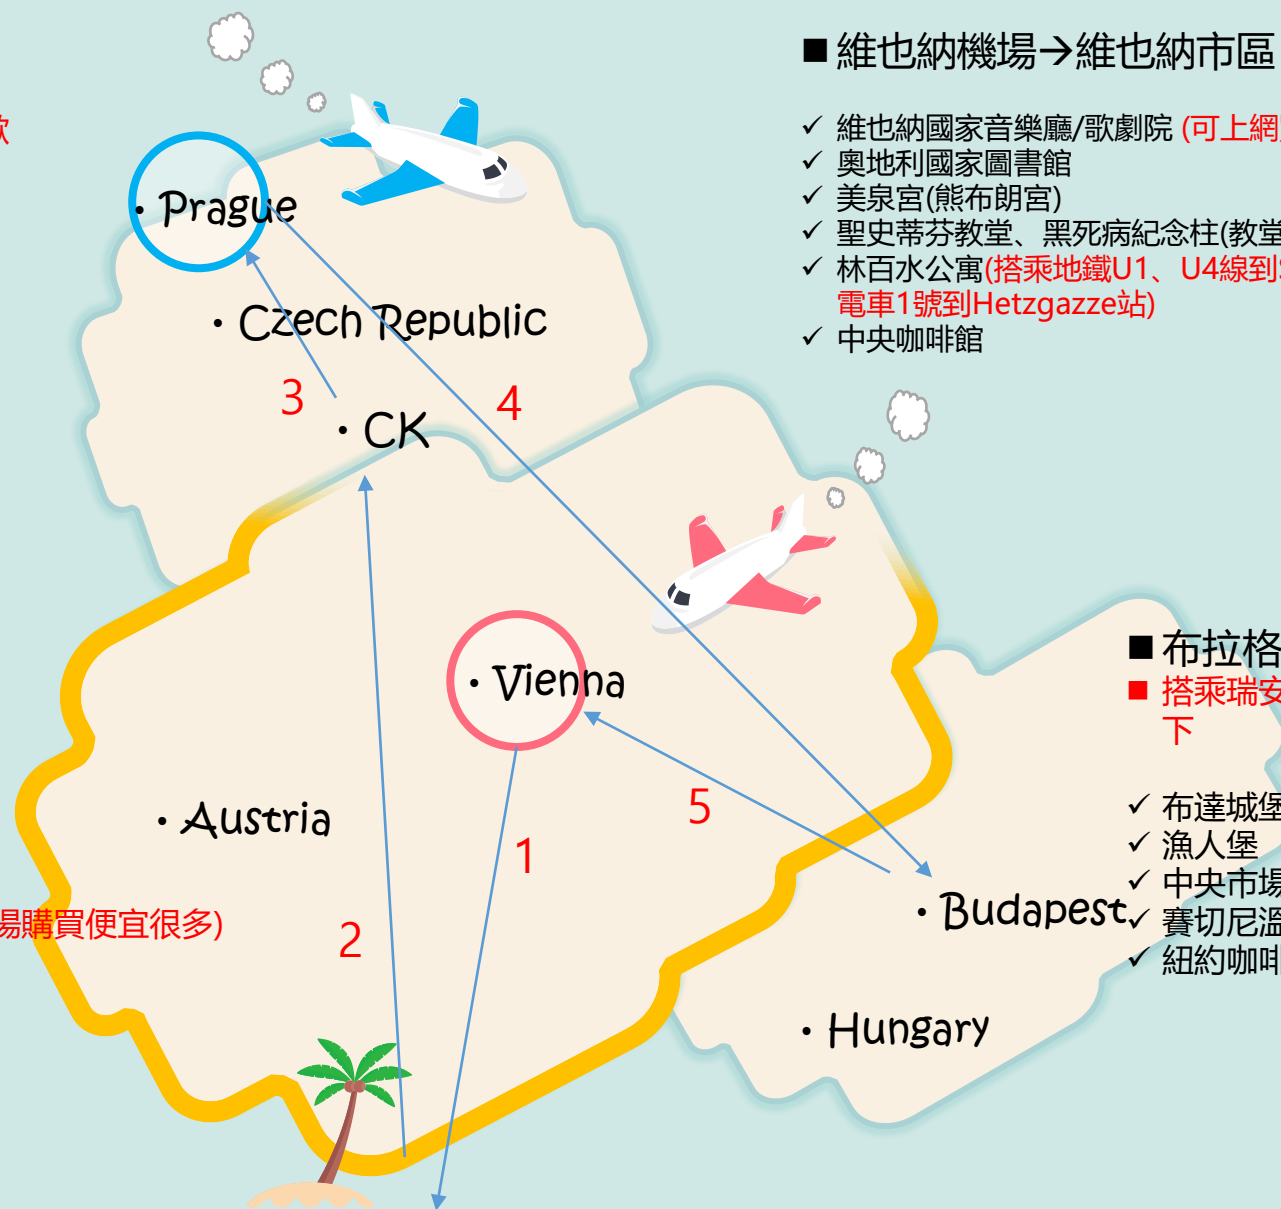 歉
■ 維也納機場→維也納市區
✓ 維也納國家音樂廳/歌劇院 (可上網
✓ 奧地利國家圖書館
✓ 美泉宮(熊布朗宮)
✓ 聖史蒂芬教堂、黑死病紀念柱(教堂
✓ 林百水公寓(搭乘地鐵U1、U4線到
電車1號到Hetzgazze站)
✓ 中央咖啡館
• Prague
• Czech Republic
3
4
• CK
• Vienna
■ 布拉格
■ 搭乘瑞安
下
5
✓ 布達城堡
• Austria
1
✓ 漁人堡
✓ 中央市場
• Budapest
✓ 賽切尼溫
場購買便宜很多)
2
✓ 紐約咖啡
• Hungary